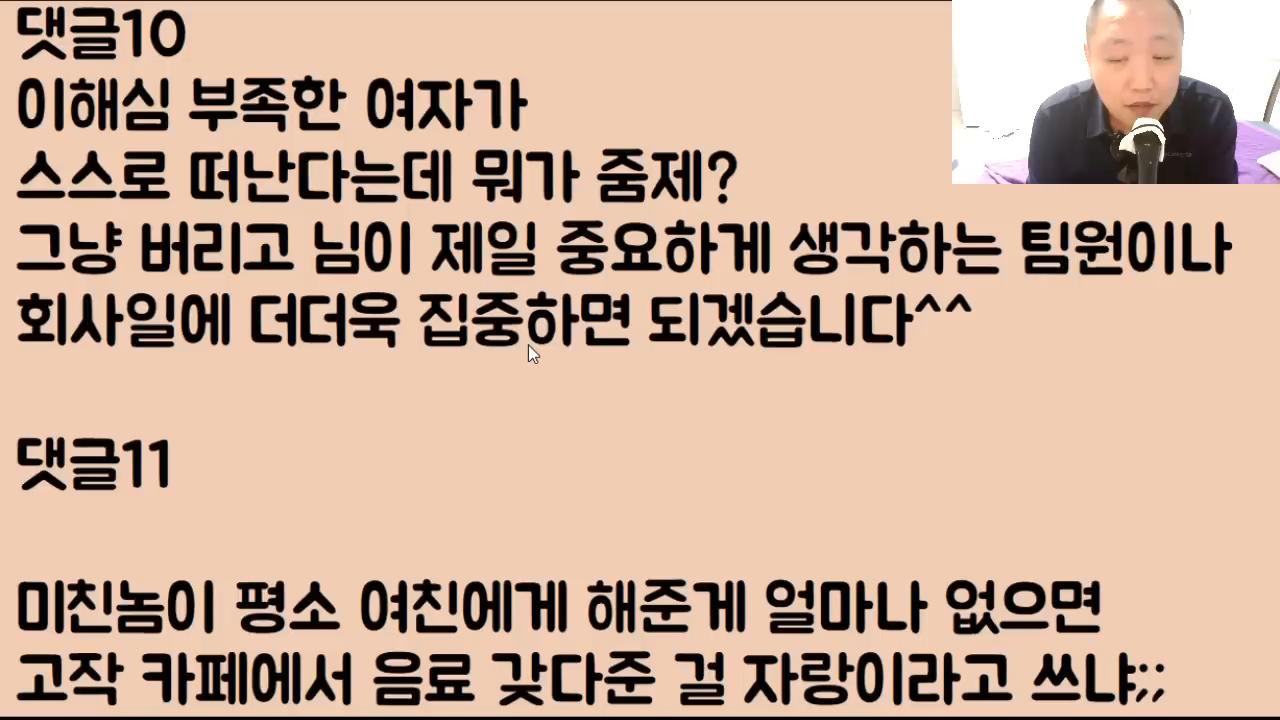 댓글10
이해심 부족한 여자가
스스로 떠난다는데 뭐가 줌제?
그냥 버리고 님이 제일 중요하게 생각하는 팀원이나
회사일에 더더욱 집중하면 되겠습니다^^
댓글11
미친놈이 평소 여친에게 해준게 얼마나 없으면
고작 카페에서 음료 갖다준 걸 자랑이라고 쓰냐;;